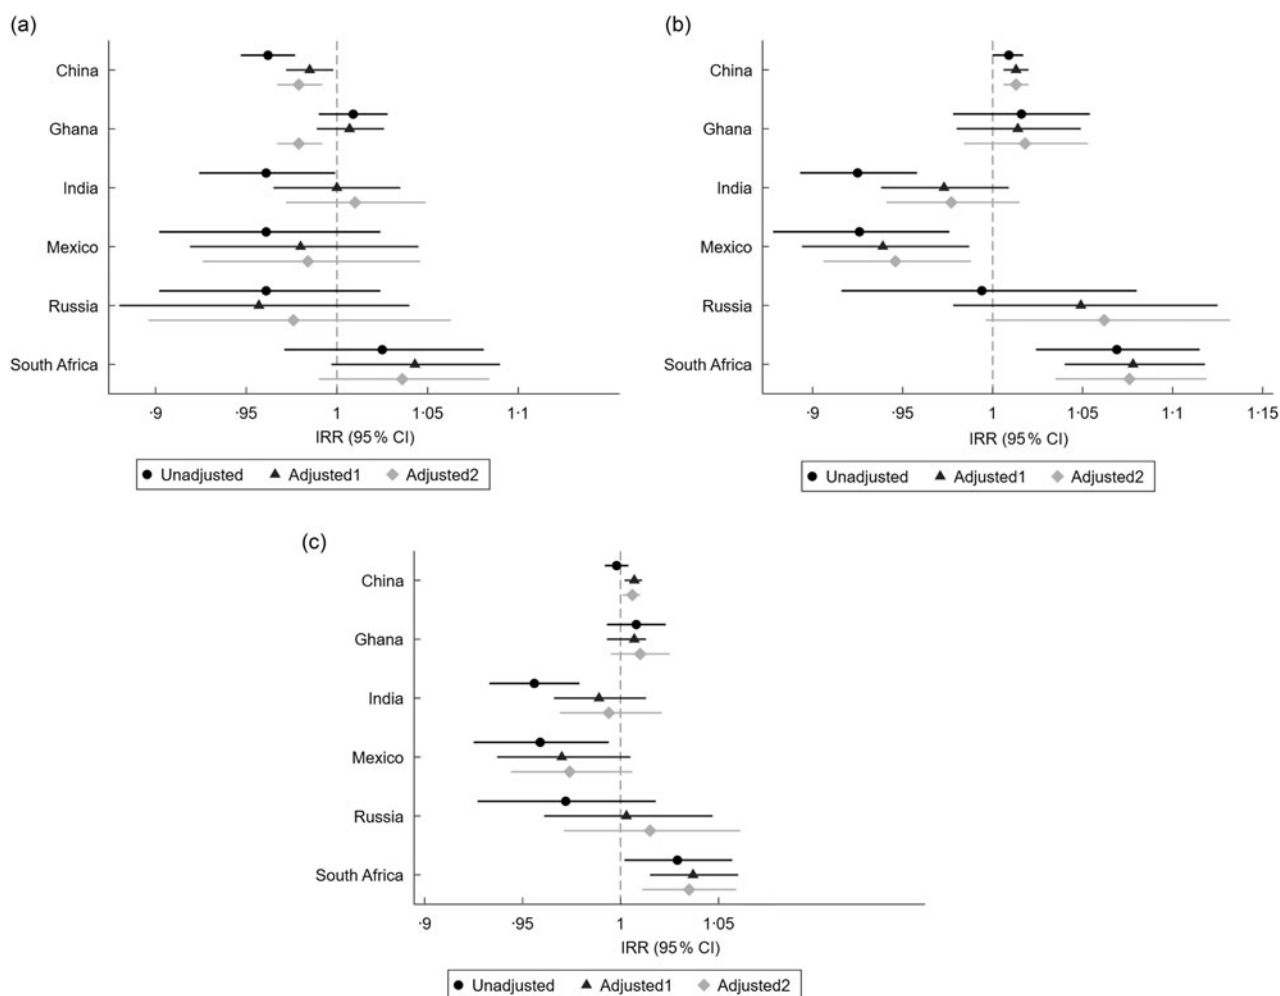 (a)
China
Ghana
India
Mexico
Russia
South Africa
·9 ·95 1 1·05 1·1
IRR (95 % CI)
Unadjusted Adjusted1 Adjusted2
(b)
China
Ghana
India
Mexico
Russia
South Africa
·9 ·95 1 1·05 1·1 1·15
IRR (95 % CI)
Unadjusted Adjusted1 Adjusted2
(c)
China
Ghana
India
Mexico
Russia
South Africa
·9 ·95 1 1·05
IRR (95 % CI)
Unadjusted Adjusted1 Adjusted2